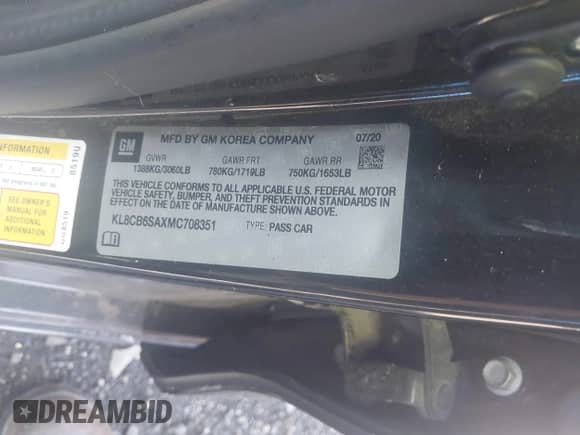 GM
MFD BY GM KOREA COMPANY
07/20
GVWR
GAWR FRT
GAWR RR
1388KG/3060LB
780KG/1719LB
750KG/1653LB
THIS VEHICLE CONFORMS TO ALL APPLICABLE U.S. FEDERAL MOTOR
VEHICLE SAFETY, BUMPER, AND THEFT PREVENTION STANDARDS IN
EFFECT ON THE DATE OF MANUFACTURE SHOWN ABOVE.
KL8CB6SAXMC708351
TYPE: PASS CAR
INFORMATION
SEE OWNER'S
MANUAL FOR
ADDITIONAL
INFORMATION
8519U
DREAMBID